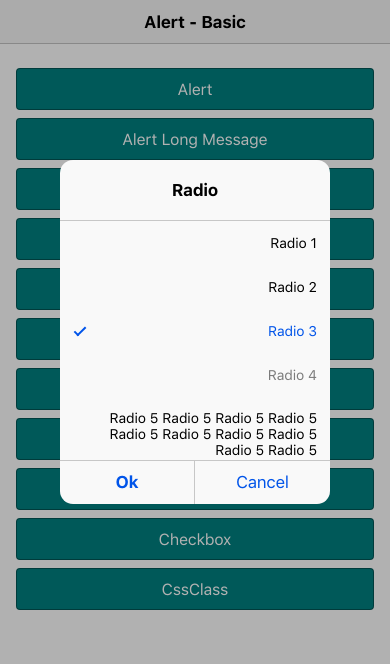 Alert - Basic
Alert
Alert Long Message
Radio
Radio 1
Radio 2
Radio 3
Radio 4
Radio 5 Radio 5 Radio 5 Radio 5
Radio 5 Radio 5 Radio 5 Radio 5
Radio 5 Radio 5
Ok
Cancel
Checkbox
CssClass